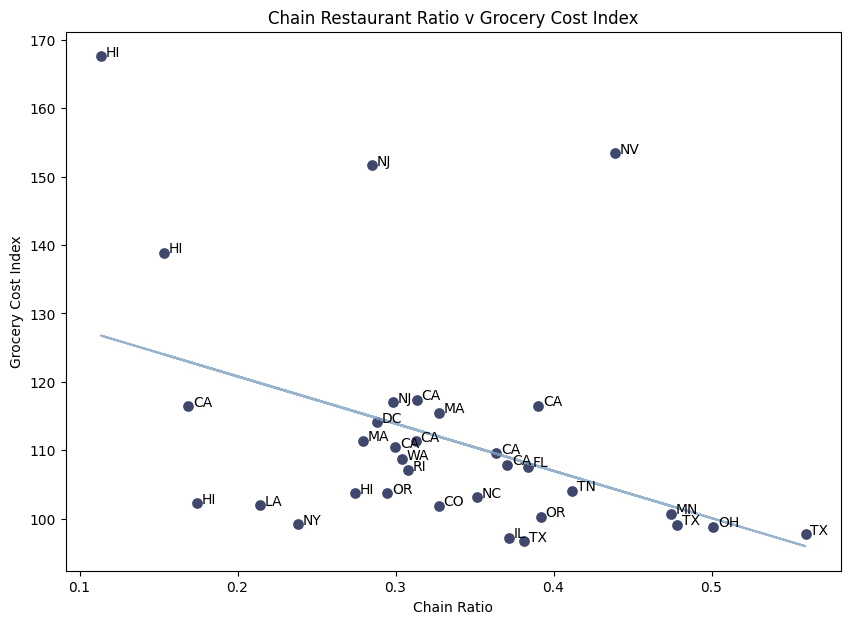 Chain Restaurant Ratio v Grocery Cost Index
170
HI
160
NJ
NV
150
HI
140
130
120
CA
NJ
CA
MA
CA
DC
MA
CA
CA
WA
RI
CA
CA
FL
110
HI
LA
NY
HI
OR
CO
NC
OR
TN
IL
TX
MN
TX
OH
TX
100
Grocery Cost Index
0.1
0.2
0.3
0.4
0.5
Chain Ratio